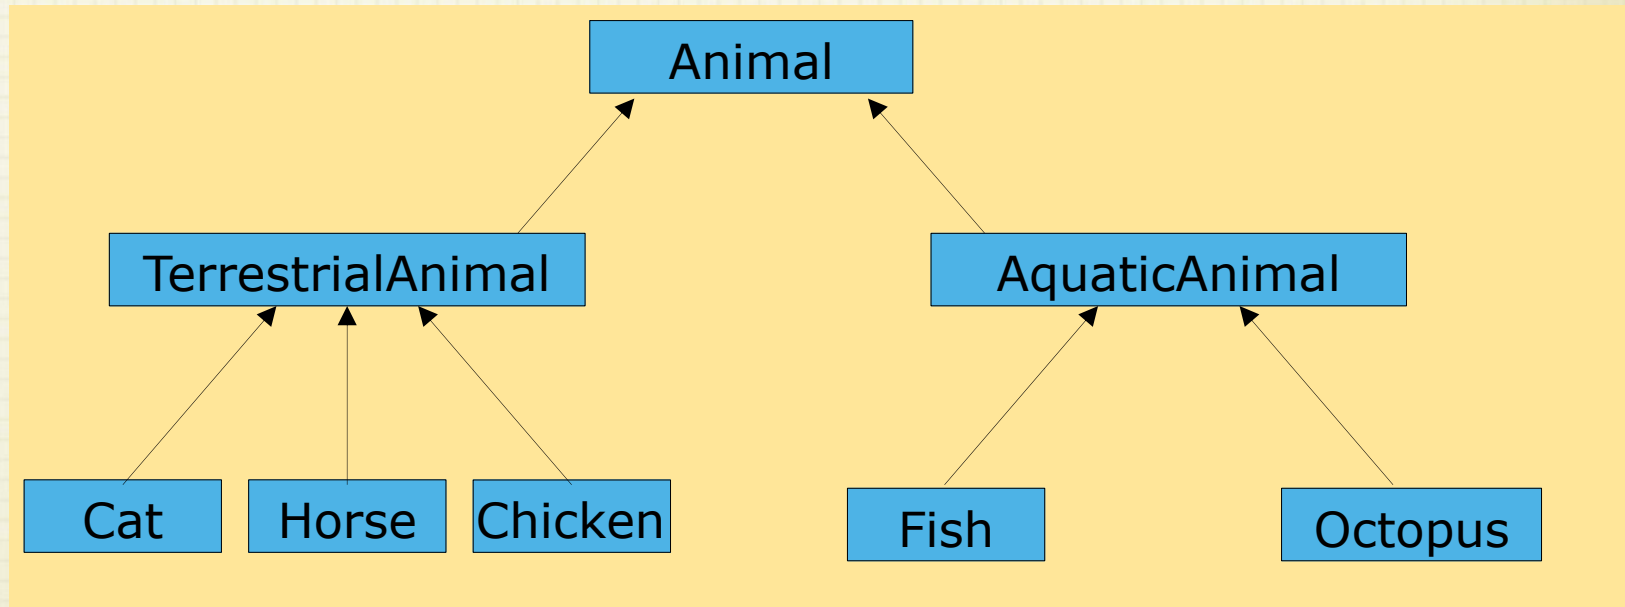 Animal
TerrestrialAnimal
AquaticAnimal
Cat
Horse
Chicken
Fish
Octopus